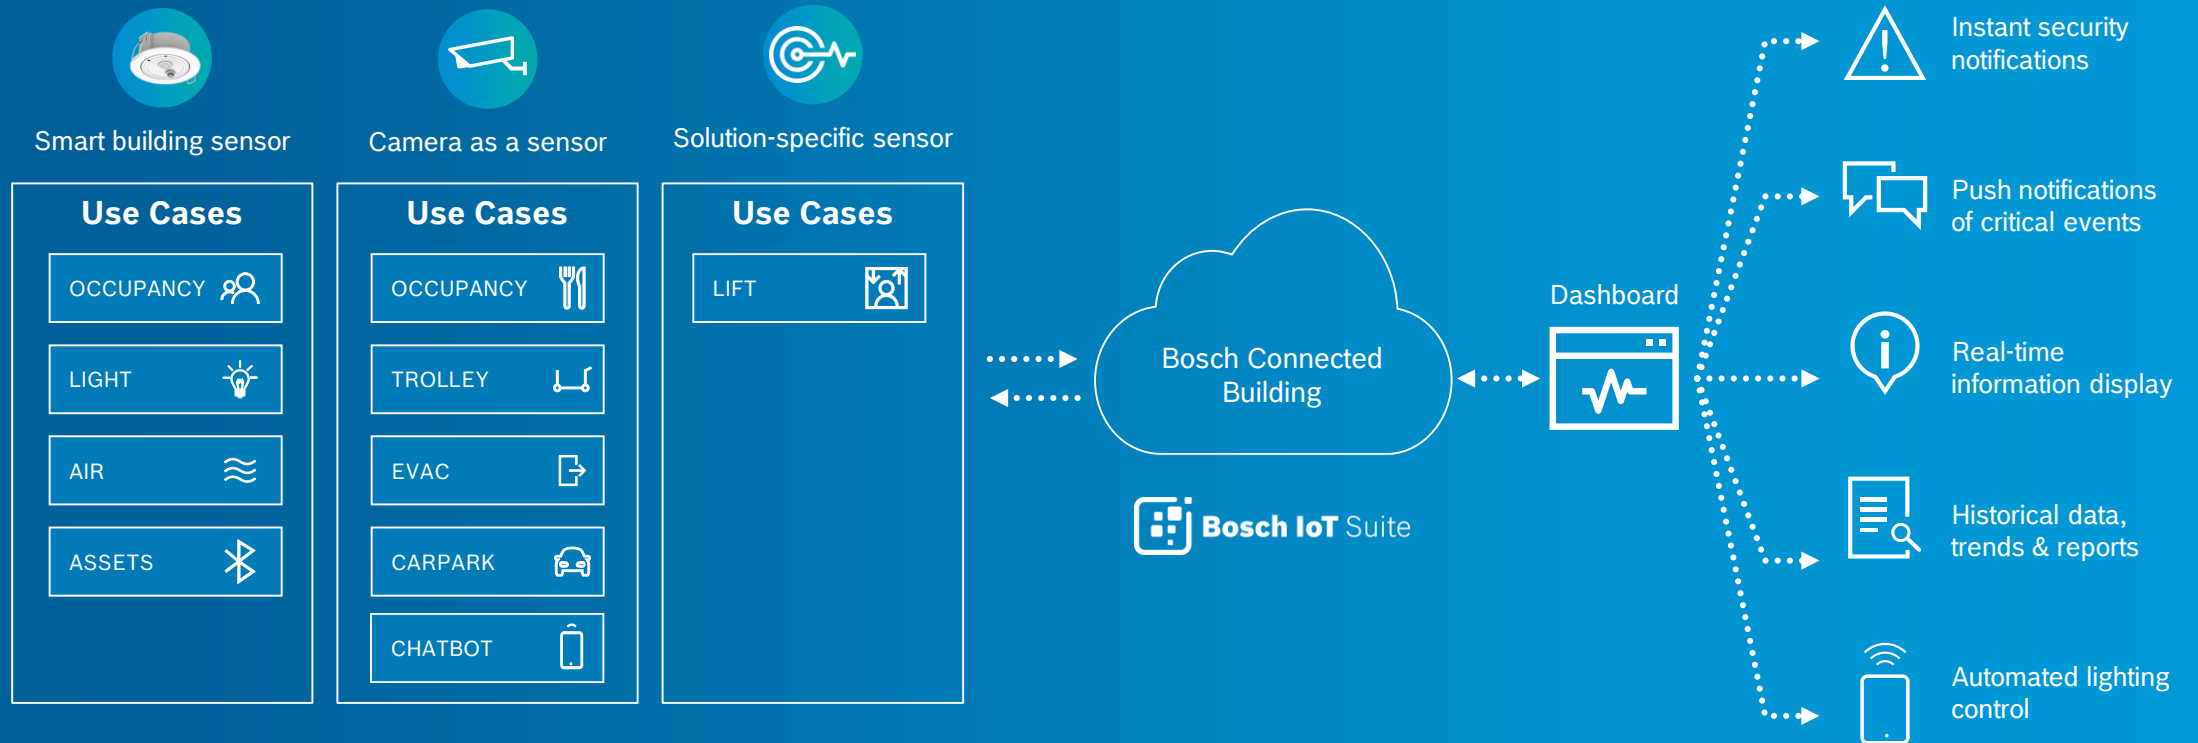 Smart building sensor
Use Cases
OCCUPANCY
LIGHT
AIR
ASSETS
Camera as a sensor
Use Cases
OCCUPANCY
TROLLEY
EVAC
CARPARK
CHATBOT
Solution-specific sensor
Use Cases
LIFT
Bosch Connected
Building
Bosch IoT Suite
Dashboard
Instant security
notifications
Push notifications
of critical events
Real-time
information display
Historical data,
trends & reports
Automated lighting
control